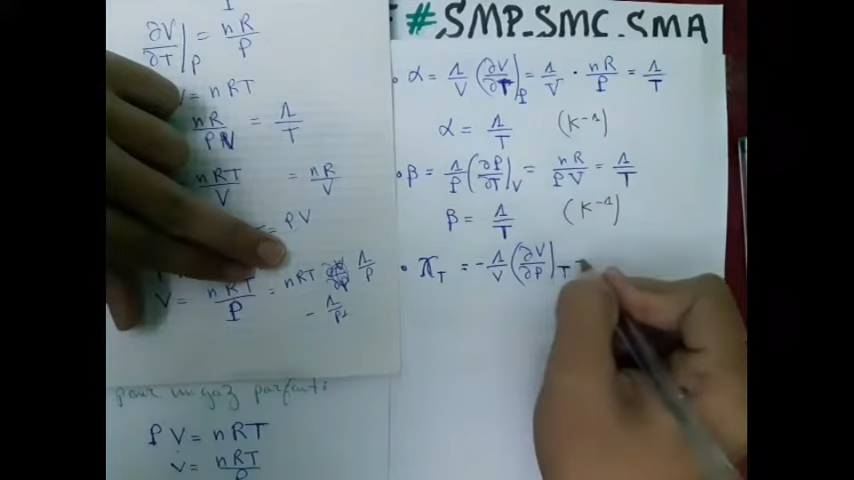 #SMP_SMC_SMA
∂V/∂T|P = nR/P
= nRT
nR/PV = 1/T
nRT/V = nR/V
= PV
V = nRT/P = nRT 1/P
- 1/P²
pour un gaz parfait:
PV = nRT
V = nRT/P
• α = 1/V (∂V/∂T)P = 1/V · nR/P = 1/T
α = 1/T (K⁻¹)
• β = 1/P (∂P/∂T)V = nR/PV = 1/T
β = 1/T (K⁻¹)
• χT = - 1/V (∂V/∂P)T =